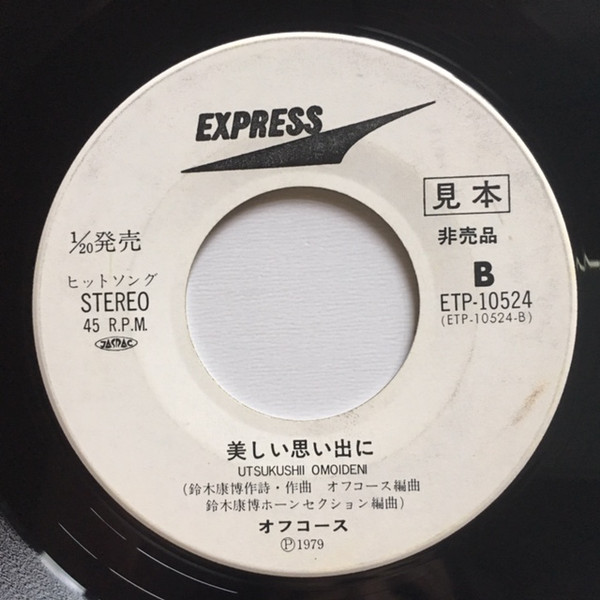 EXPRESS
見本
非売品
B
ETP-10524
(ETP-10524-B)
1/20発売
ヒットソング
STEREO
45 R.P.M.
JASRAC
美しい思い出に
UTSUKUSHII OMOIDENI
(鈴木康博作詩・作曲 オフコース編曲
鈴木康博ホーンセクション編曲)
オフコース
Ⓟ1979